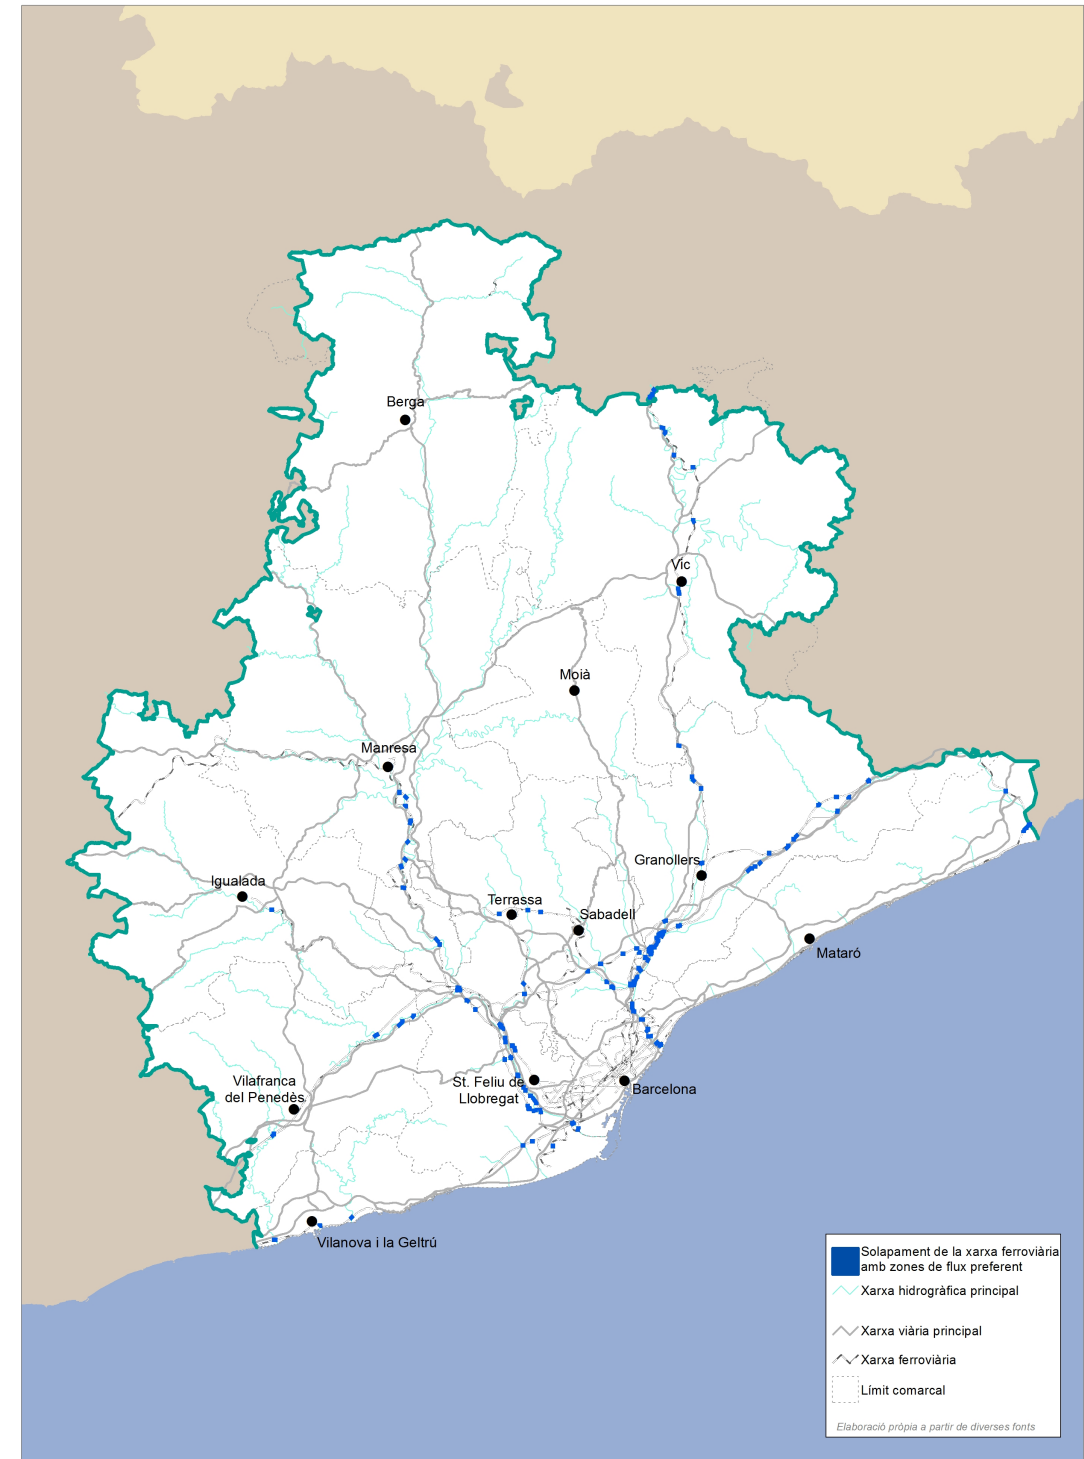 Berga
Vic
Moià
Manresa
Granollers
Igualada
Terrassa
Sabadell
Mataró
Vilafranca
del Penedès
St. Feliu de
Llobregat
Barcelona
Vilanova i la Geltrú
Solapament de la xarxa ferroviària
amb zones de flux preferent
Xarxa hidrogràfica principal
Xarxa viària principal
Xarxa ferroviària
Límit comarcal
Elaboració pròpia a partir de diverses fonts